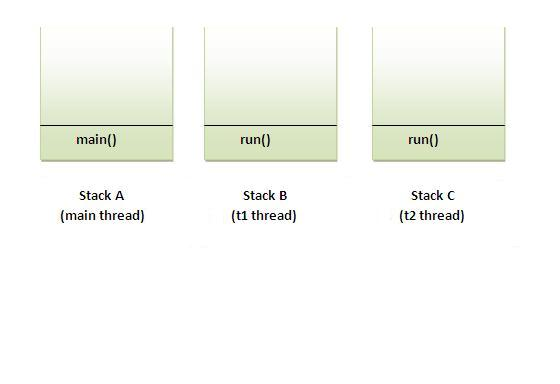 main()
run()
run()
Stack A
(main thread)
Stack B
(t1 thread)
Stack C
(t2 thread)